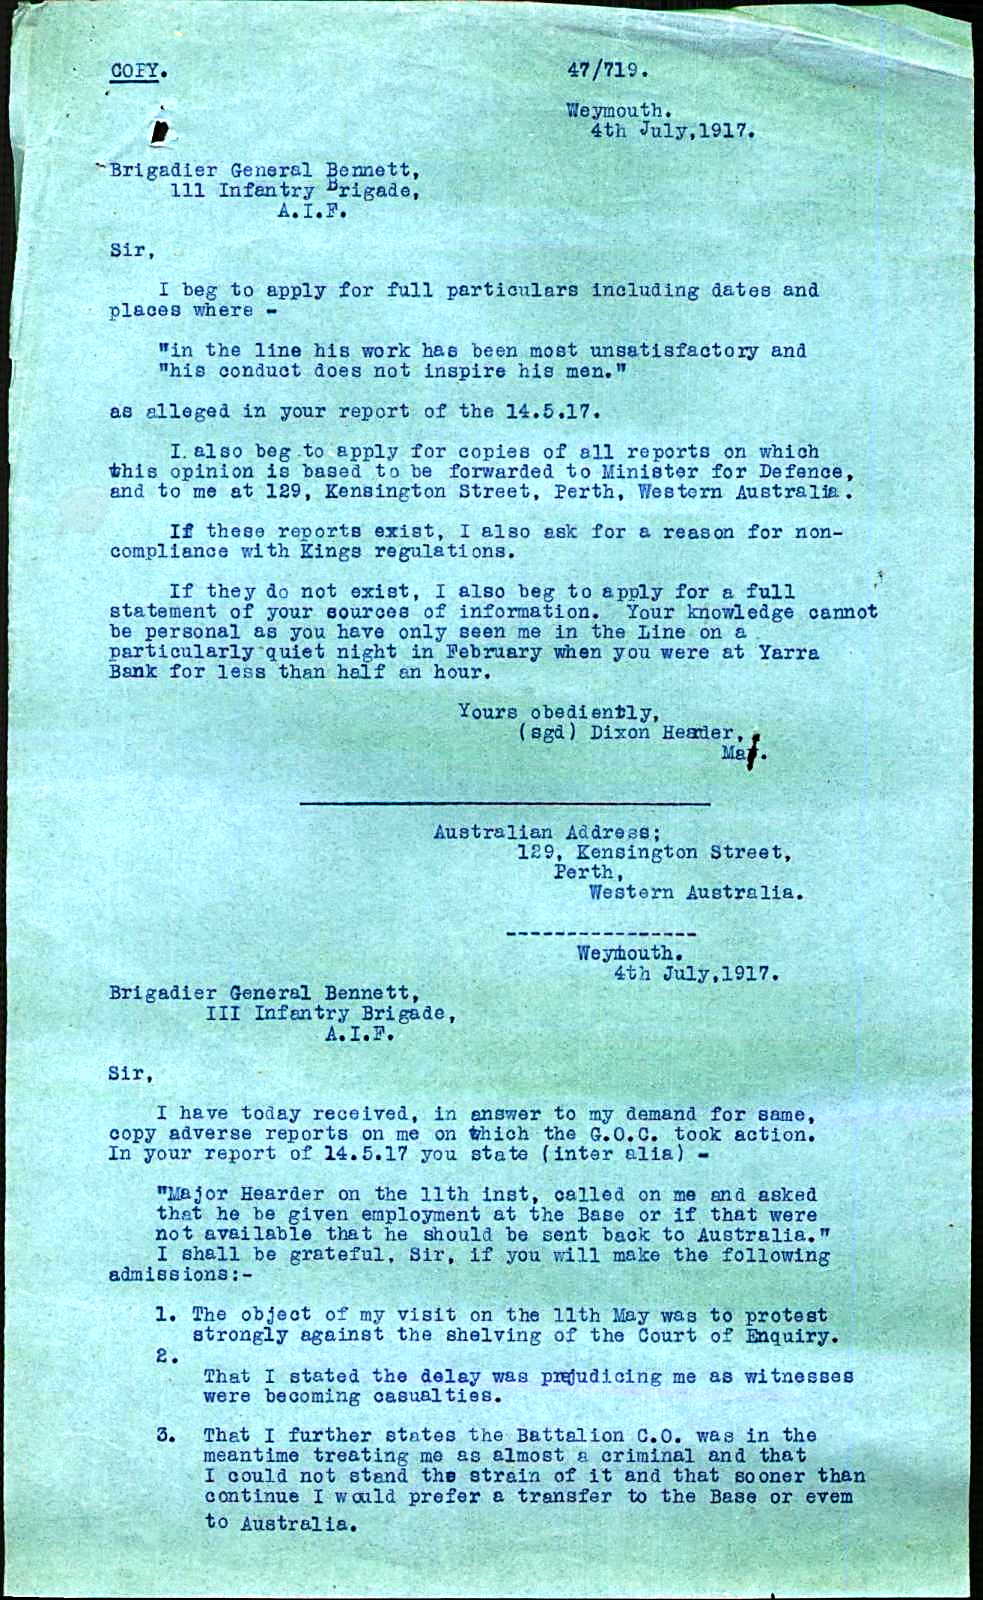 COPY.
47/719.
Weymouth.
4th July,1917.
Brigadier General Bennett,
111 Infantry Brigade,
A.I.F.
Sir,
I beg to apply for full particulars including dates and
places where -
"in the line his work has been most unsatisfactory and
"his conduct does not inspire his men."
as alleged in your report of the 14.5.17.
I also beg to apply for copies of all reports on which
this opinion is based to be forwarded to Minister for Defence,
and to me at 129, Kensington Street, Perth, Western Australia.
If these reports exist, I also ask for a reason for non-
compliance with Kings regulations.
If they do not exist, I also beg to apply for a full
statement of your sources of information. Your knowledge cannot
be personal as you have only seen me in the Line on a
particularly quiet night in February when you were at Yarra
Bank for less than half an hour.
Yours obediently,
(sgd) Dixon Hearder,
Maj.
Australian Address;
129, Kensington Street,
Perth,
Western Australia.
----------------
Weymouth.
4th July,1917.
Brigadier General Bennett,
III Infantry Brigade,
A.I.F.
Sir,
I have today received, in answer to my demand for same,
copy adverse reports on me on which the G.O.C. took action.
In your report of 14.5.17 you state (inter alia) -
"Major Hearder on the 11th inst, called on me and asked
that he be given employment at the Base or if that were
not available that he should be sent back to Australia."
I shall be grateful, Sir, if you will make the following
admissions:-
1. The object of my visit on the 11th May was to protest
strongly against the shelving of the Court of Enquiry.
2.
That I stated the delay was prejudicing me as witnesses
were becoming casualties.
3. That I further states the Battalion C.O. was in the
meantime treating me as almost a criminal and that
I could not stand the strain of it and that sooner than
continue I would prefer a transfer to the Base or evem
to Australia.